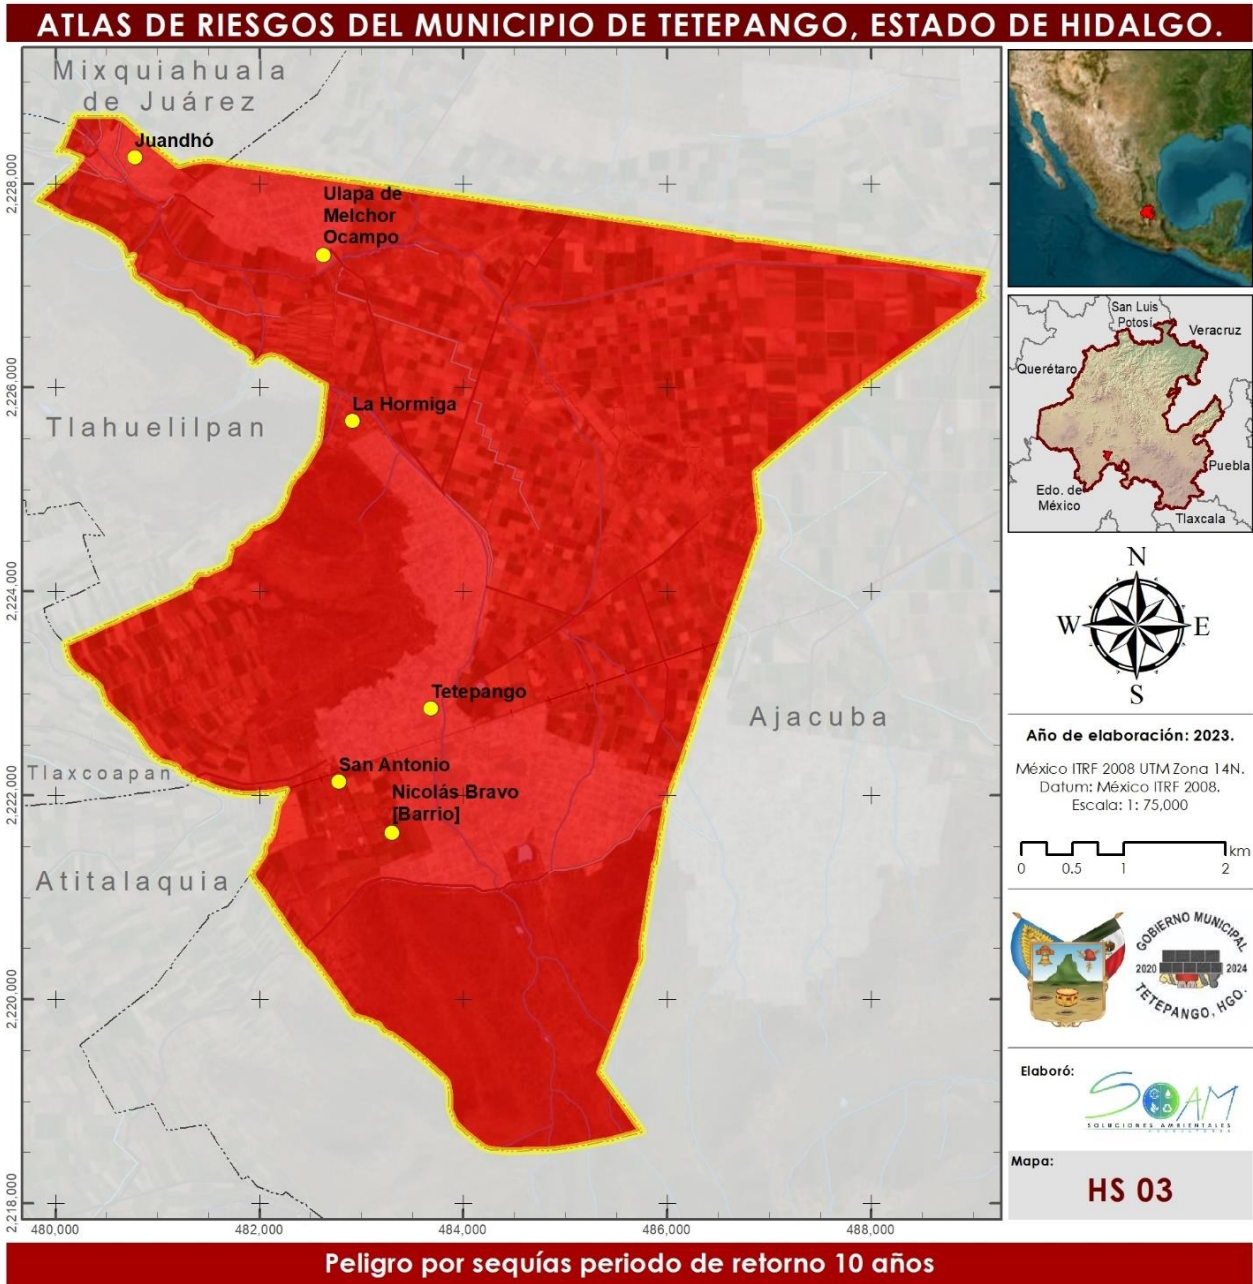 ATLAS DE RIESGOS DEL MUNICIPIO DE TETEPANGO, ESTADO DE HIDALGO.
Mixquiahuala
de Juárez
Juandhó
Ulapa de
Melchor
Ocampo
La Hormiga
Tlahuelilpan
Tetepango
Ajacuba
San Antonio
Tlaxcoapan
Nicolás Bravo
[Barrio]
Atitalaquia
2,228,000
2,226,000
2,224,000
2,222,000
2,220,000
2,218,000
480,000
482,000
484,000
486,000
488,000
San Luis
Potosí
Veracruz
Querétaro
Puebla
Edo. de
México
Tlaxcala
N
W
E
S
Año de elaboración: 2023.
México ITRF 2008 UTM Zona 14N.
Datum: México ITRF 2008.
Escala: 1: 75,000
km
0 0.5 1 2
GOBIERNO MUNICIPAL
2020 2024
TETEPANGO, HGO.
Elaboró:
SOAM
SOLUCIONES AMBIENTALES
Mapa:
HS 03
Peligro por sequías periodo de retorno 10 años